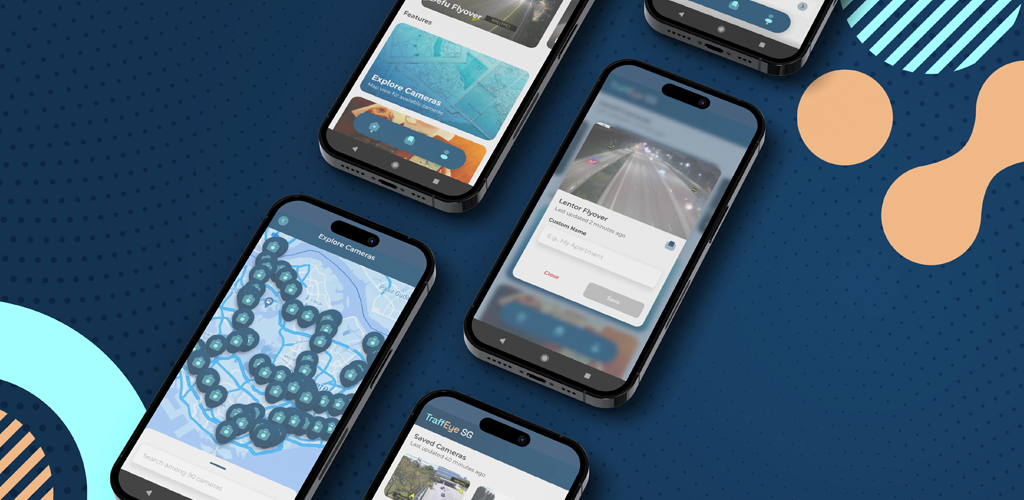 Defu Flyover
Features
Explore Cameras
Map view for available cameras
Lentor Flyover
Last updated 2 minutes ago
Custom Name
E.g. My Apartment
Close
Save
Explore Cameras
Search among 90 cameras
TraffEye SG
Saved Cameras
Last updated 40 minutes ago